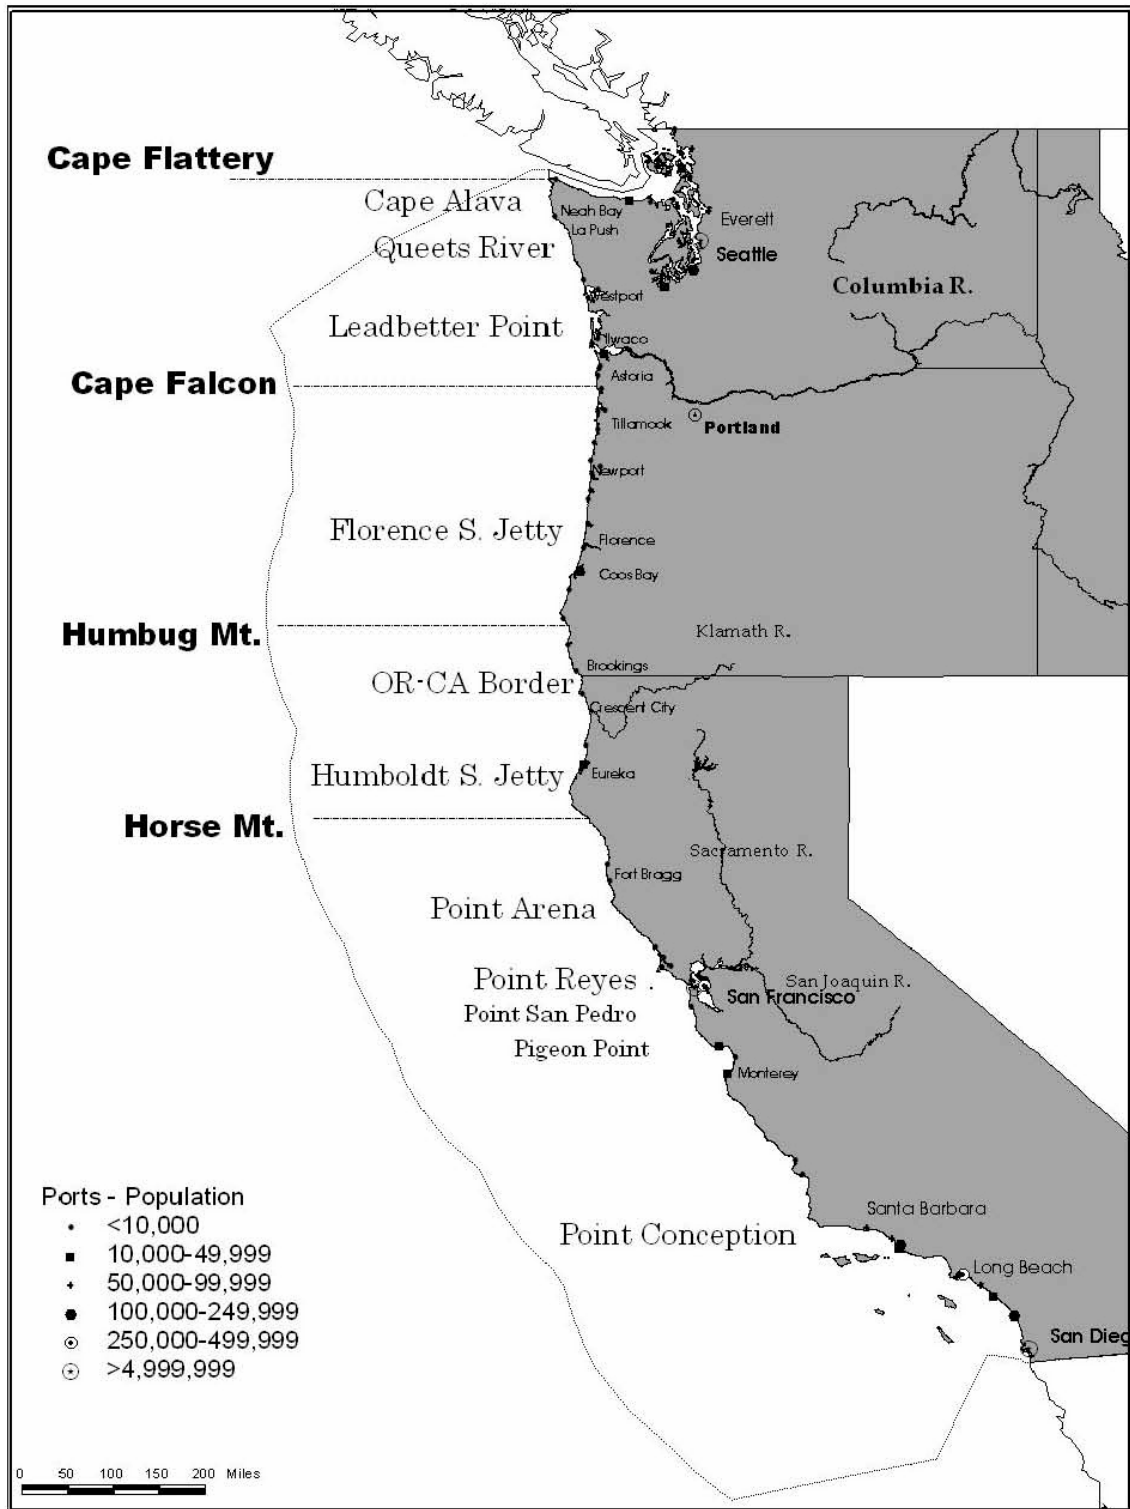 Cape Flattery
Cape Alava
Neah Bay
La Push
Everett
Queets River
Seattle
Columbia R.
Westport
Leadbetter Point
Ilwaco
Cape Falcon
Astoria
Tillamook
Portland
Newport
Florence S. Jetty
Florence
Coos Bay
Humbug Mt.
Klamath R.
Brookings
OR-CA Border
Crescent City
Humboldt S. Jetty
Eureka
Horse Mt.
Sacramento R.
Fort Bragg
Point Arena
Point Reyes .
San Joaquin R.
San Francisco
Point San Pedro
Pigeon Point
Monterey
Ports - Population
<10,000
10,000-49,999
50,000-99,999
100,000-249,999
250,000-499,999
>4,999,999
Santa Barbara
Point Conception
Long Beach
San Dieg
0 50 100 150 200 Miles